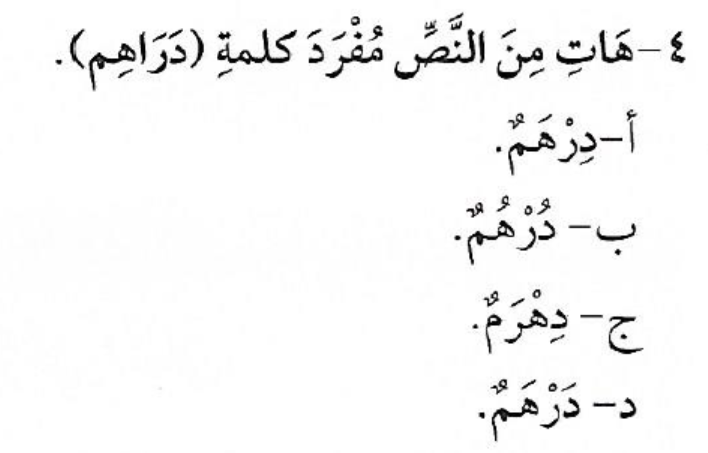 ٤-هَاتِ مِنَ النَّصِّ مُفْرَدَ كلمةِ (دَرَاهِم).
أ-دِرْهَمٌ.
ب- دُرْهُمٌ.
ج- دِهْرَمٌ.
د- دَرْهَمٌ.